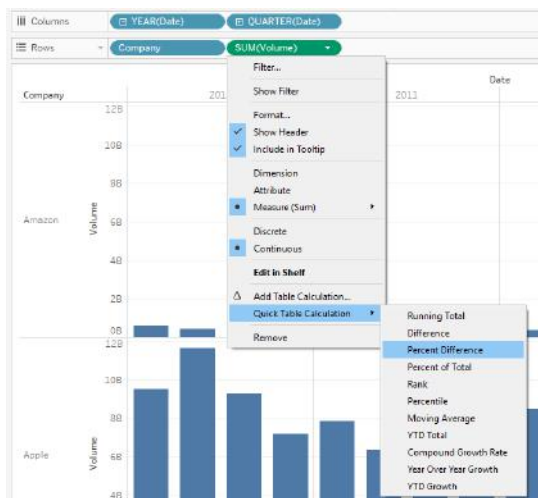 Columns
YEAR(Date)
QUARTER(Date)
Rows
Company
SUM(Volume)
Date
Company
201
2011
Filter...
Show Filter
Format...
Show Header
Include in Tooltip
Dimension
Attribute
Measure (Sum)
Discrete
Continuous
Edit in Shelf
Add Table Calculation...
Quick Table Calculation
Remove
Running Total
Difference
Percent Difference
Percent of Total
Rank
Percentile
Moving Average
YTD Total
Compound Growth Rate
Year Over Year Growth
YTD Growth
Amazon
Volume
12B
10B
8B
6B
4B
2B
0B
Apple
Volume
12B
10B
8B
6B
4B